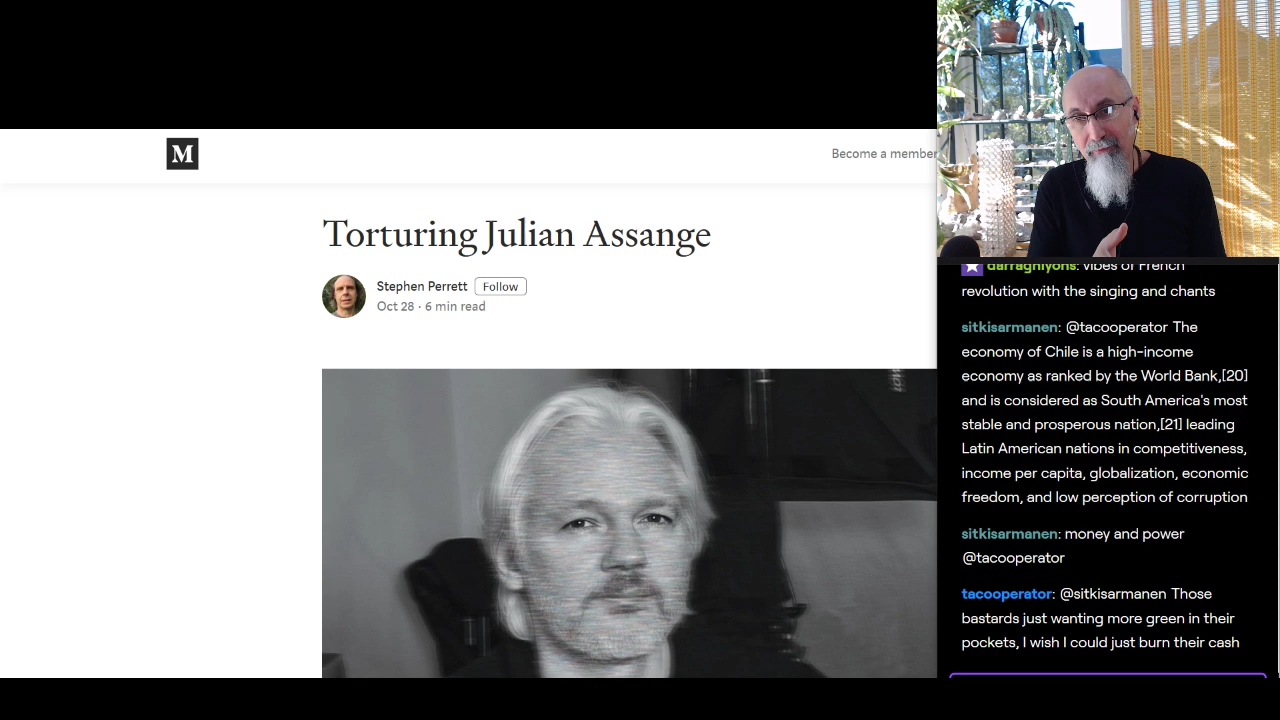 M
Become a member
Torturing Julian Assange
Stephen Perrett Follow
Oct 28 · 6 min read
darraghlyons: vibes of French
revolution with the singing and chants
sitkisarmanen: @tacooperator The
economy of Chile is a high-income
economy as ranked by the World Bank,[20]
and is considered as South America's most
stable and prosperous nation,[21] leading
Latin American nations in competitiveness,
income per capita, globalization, economic
freedom, and low perception of corruption
sitkisarmanen: money and power
@tacooperator
tacooperator: @sitkisarmanen Those
bastards just wanting more green in their
pockets, I wish I could just burn their cash